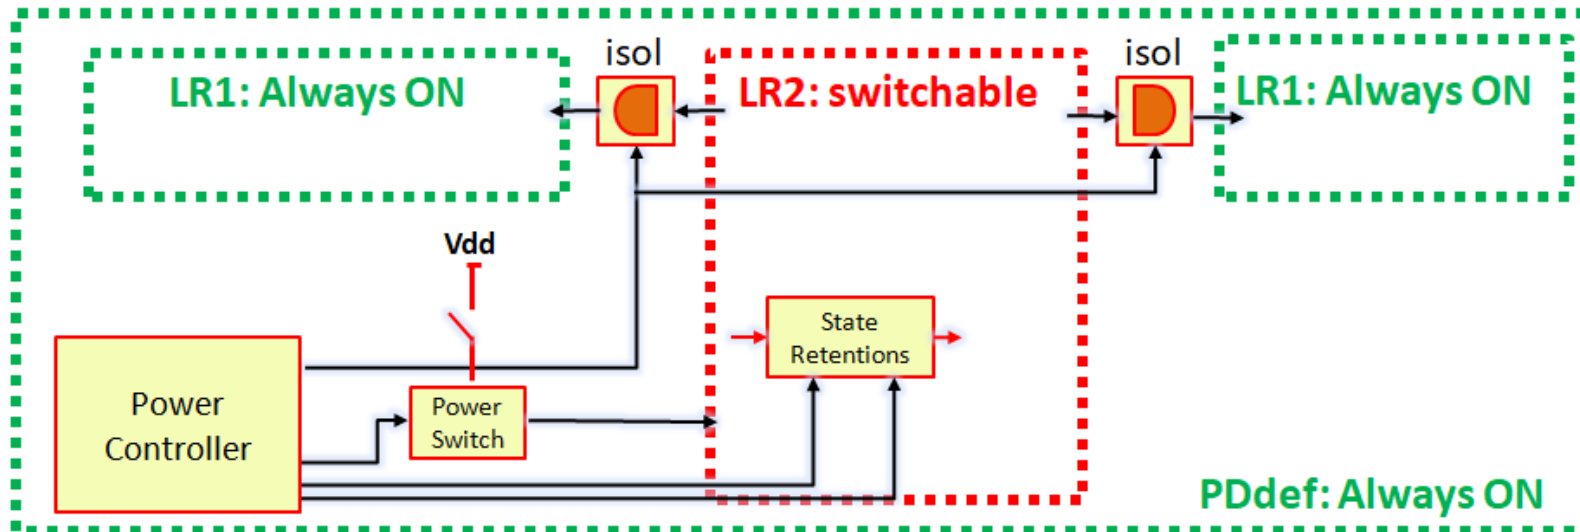 isol
isol
LR1: Always ON
LR2: switchable
LR1: Always ON
Vdd
State
Retentions
Power
Controller
Power
Switch
PDdef: Always ON